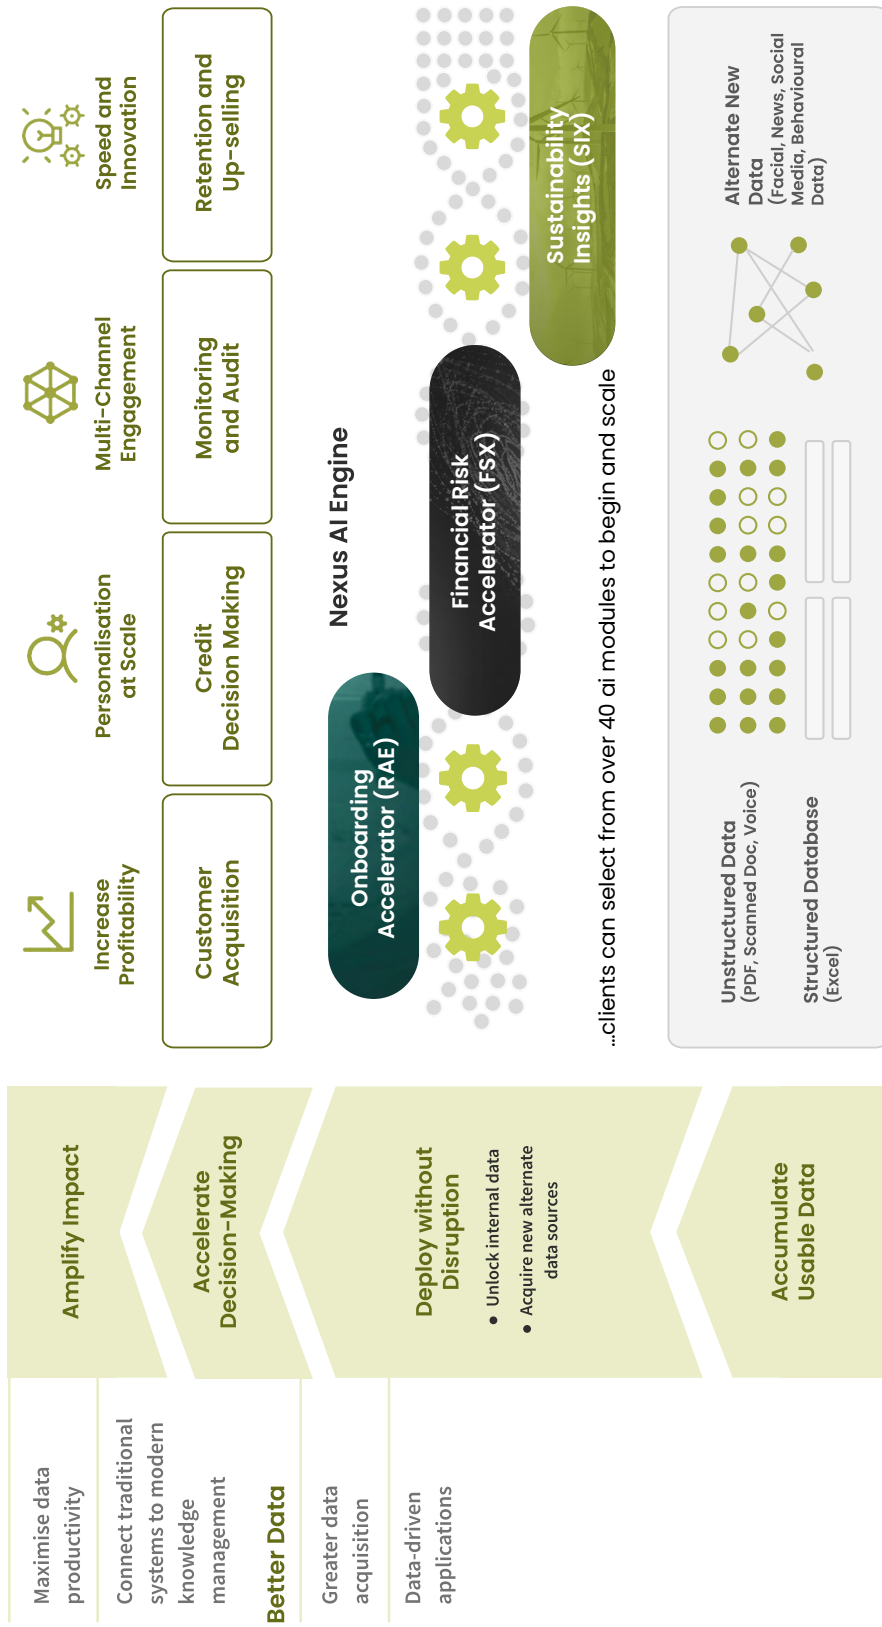 Maximise data
productivity
Connect traditional
systems to modern
knowledge
management
Better Data
Greater data
acquisition
Data-driven
applications
Amplify Impact
Accelerate
Decision-Making
Deploy without
Disruption
• Unlock internal data
• Acquire new alternate
data sources
Accumulate
Usable Data
Increase
Profitability
Personalisation
at Scale
Multi-Channel
Engagement
Speed and
Innovation
Customer
Acquisition
Credit
Decision Making
Monitoring
and Audit
Retention and
Up-selling
Nexus AI Engine
Onboarding
Accelerator (RAE)
Financial Risk
Accelerator (FSX)
Sustainability
Insights (SIX)
...clients can select from over 40 ai modules to begin and scale
Unstructured Data
(PDF, Scanned Doc, Voice)
Structured Database
(Excel)
Alternate New
Data
(Facial, News, Social
Media, Behavioural
Data)